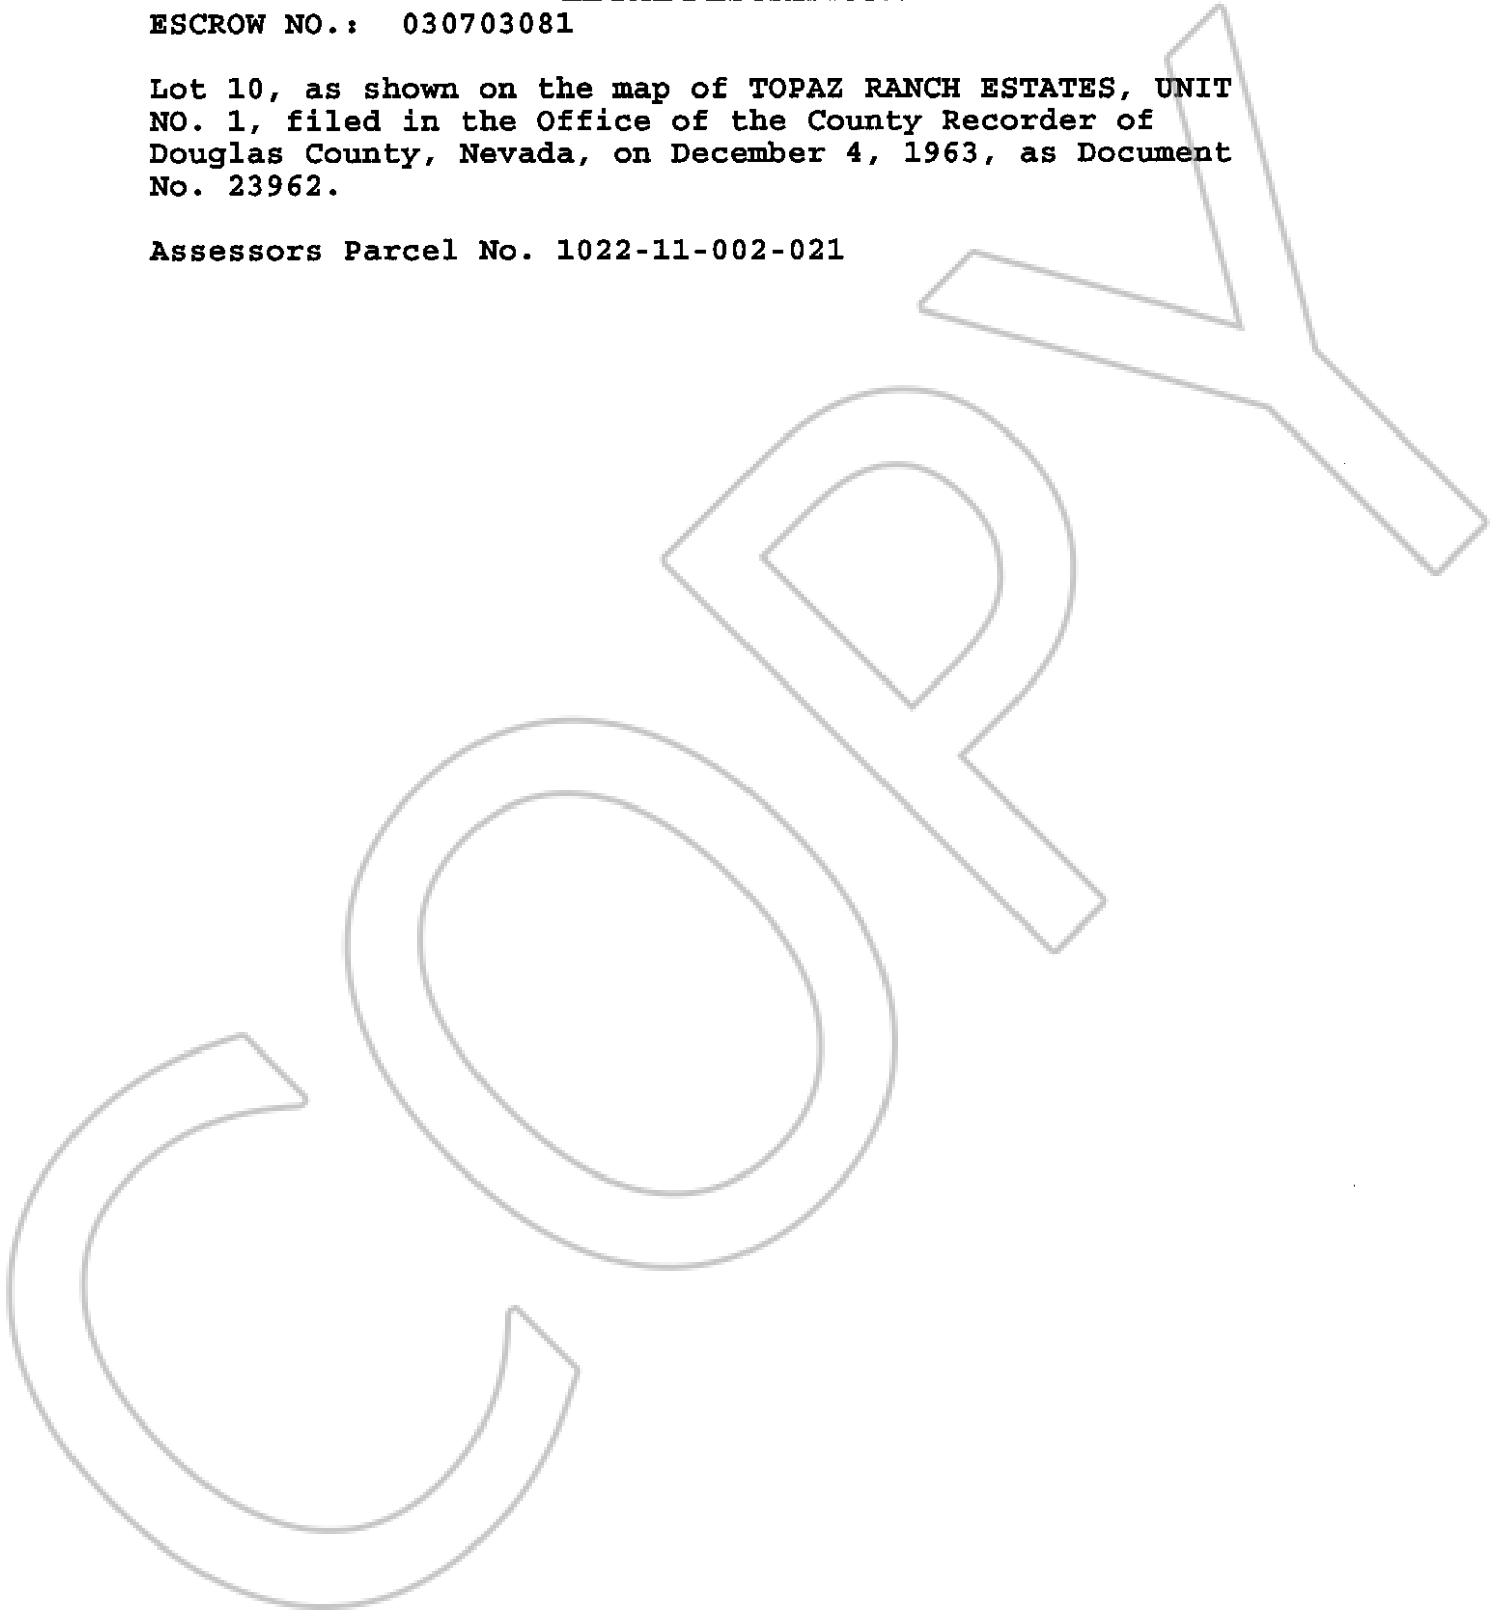 ESCROW NO.: 030703081
Lot 10, as shown on the map of TOPAZ RANCH ESTATES, UNIT
NO. 1, filed in the Office of the County Recorder of
Douglas County, Nevada, on December 4, 1963, as Document
No. 23962.
Assessors Parcel No. 1022-11-002-021
COPY